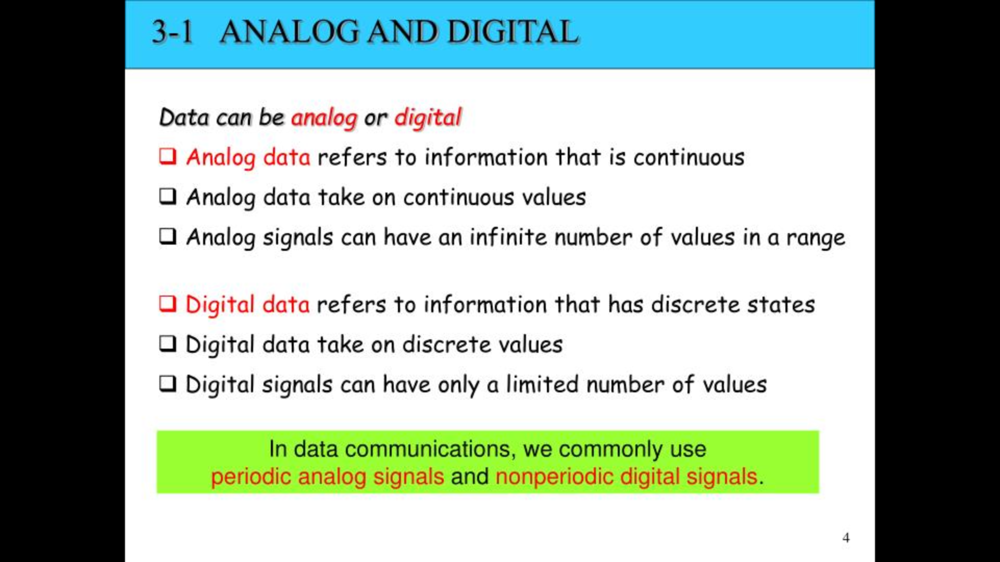 3-1 ANALOG AND DIGITAL
Data can be analog or digital
❑ Analog data refers to information that is continuous
❑ Analog data take on continuous values
❑ Analog signals can have an infinite number of values in a range
❑ Digital data refers to information that has discrete states
❑ Digital data take on discrete values
❑ Digital signals can have only a limited number of values
In data communications, we commonly use
periodic analog signals and nonperiodic digital signals.
4